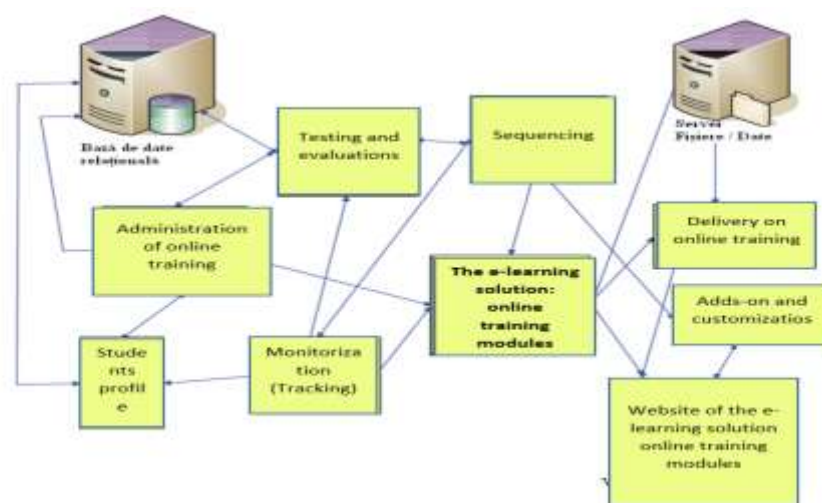 Bază de date
relațională
Testing and
evaluations
Sequencing
Server
Fișiere / Date
Administration
of online
training
The e-learning
solution:
online
training
modules
Delivery on
online training
Adds-on and
customizatios
Stude
nts
profil
e
Monitoriza
tion
(Tracking)
Website of the e-
learning solution
online training
modules